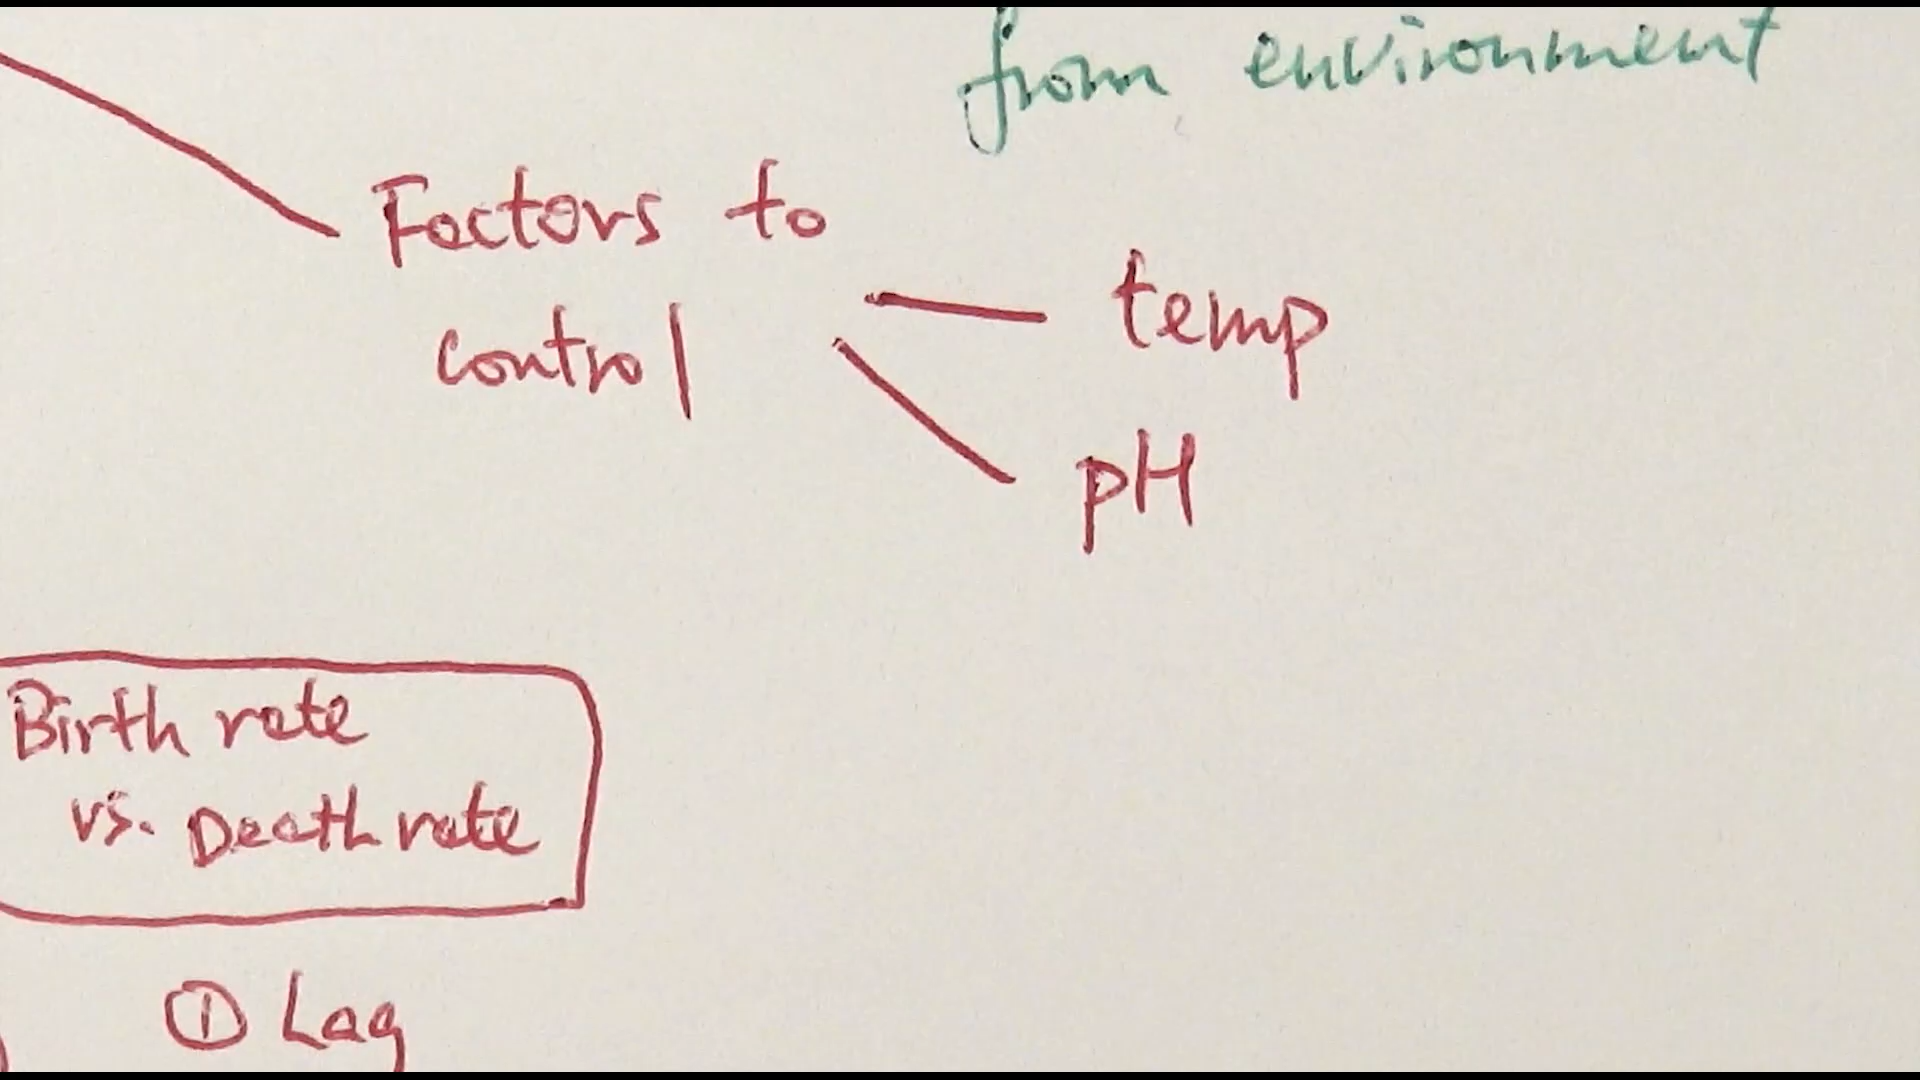 from environment
Factors to
control
temp
pH
Birth rate
vs. Death rate
① Lag